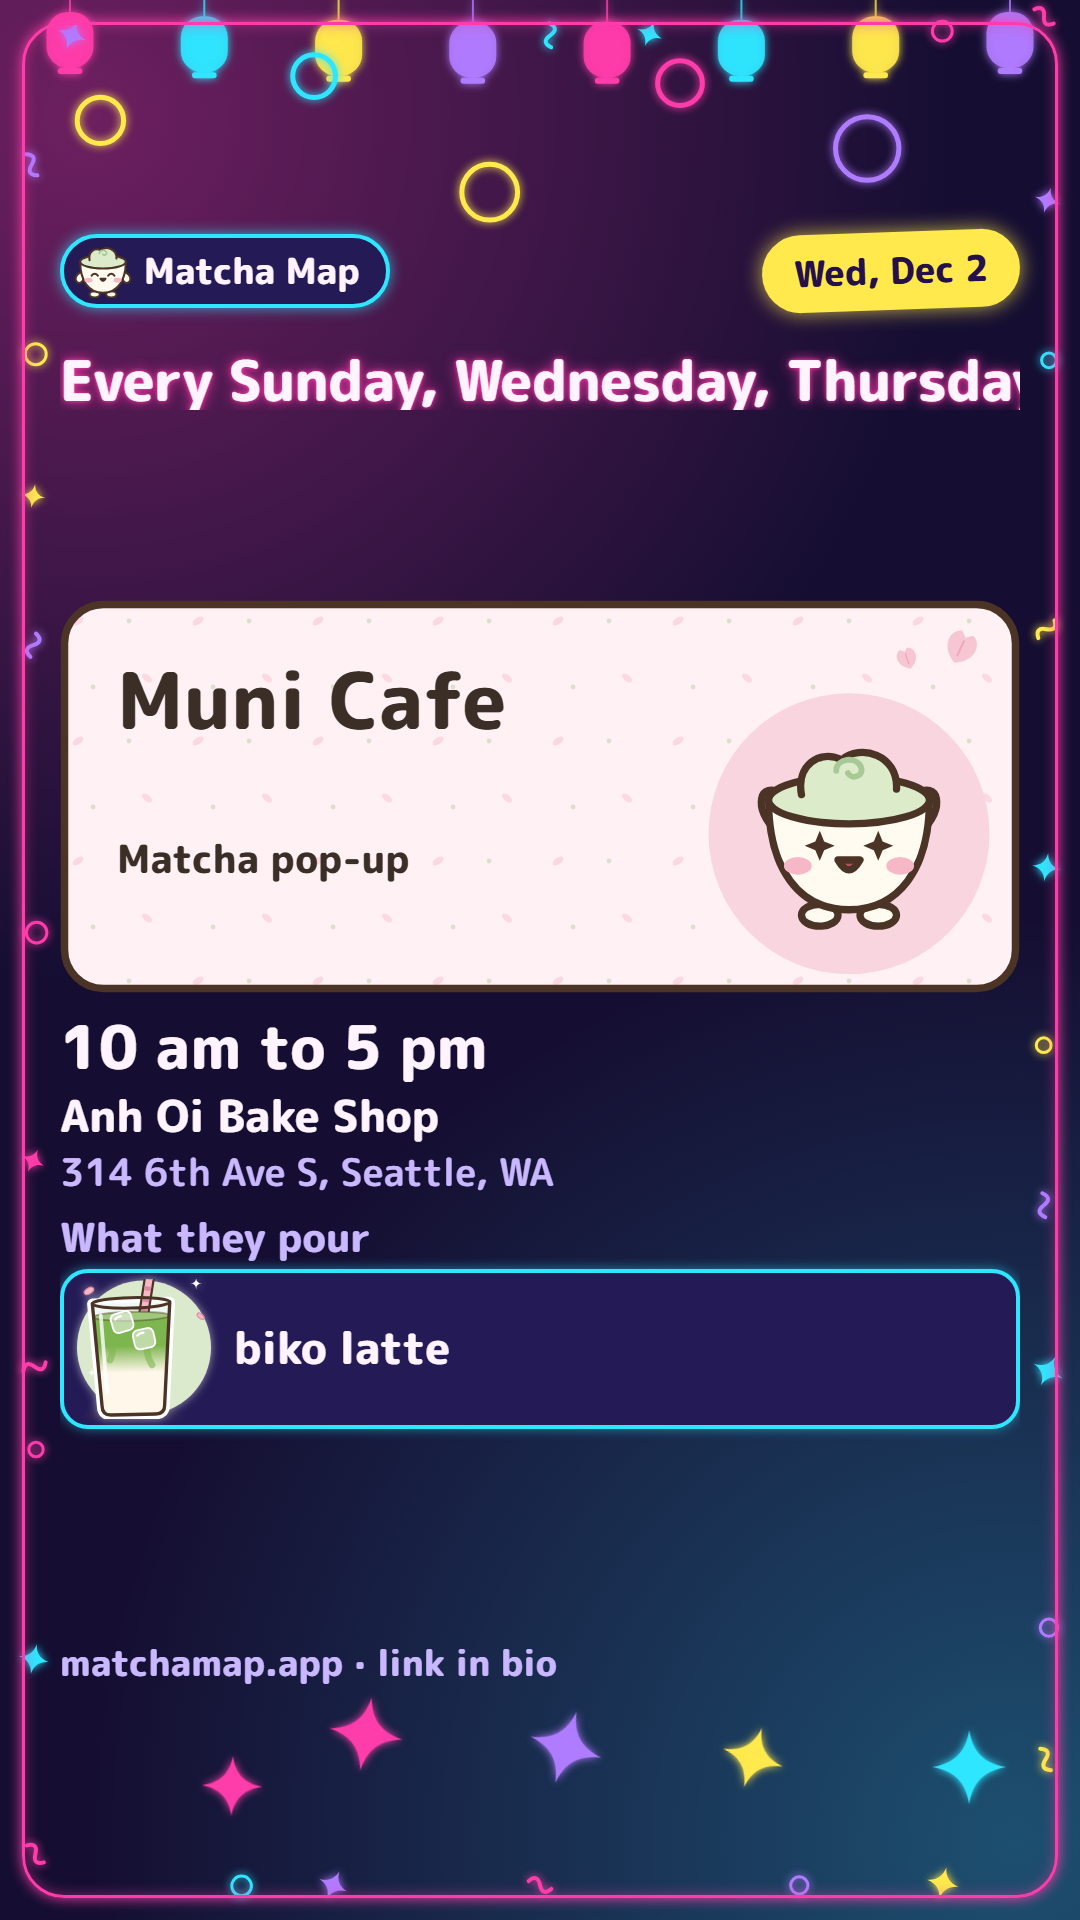 Matcha Map
Wed, Dec 2
Every Sunday, Wednesday, Thursday
Muni Cafe
Matcha pop-up
10 am to 5 pm
Anh Oi Bake Shop
314 6th Ave S, Seattle, WA
What they pour
biko latte
matchamap.app · link in bio